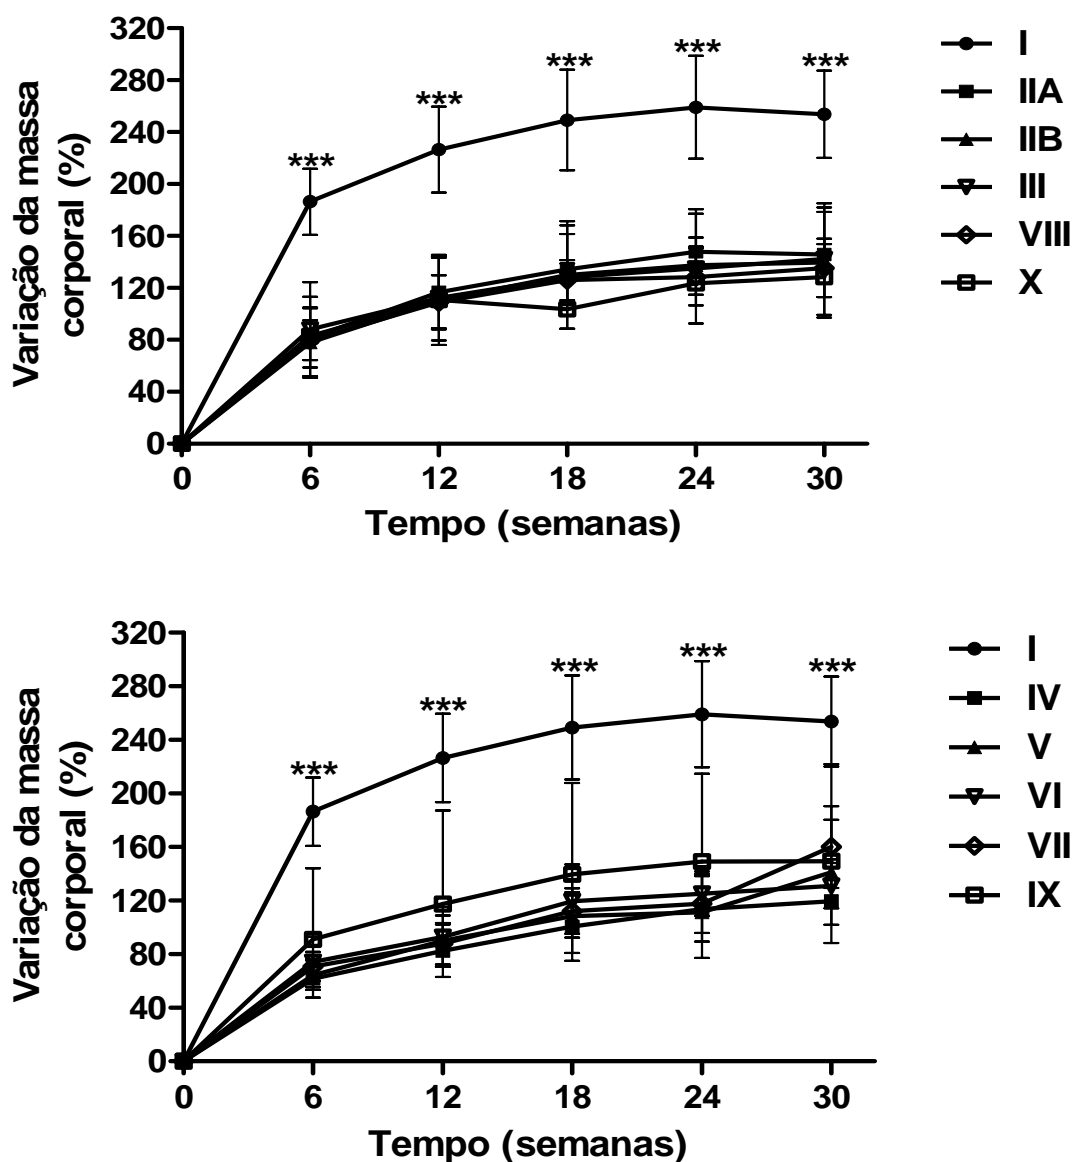 320
280
240
200
160
120
80
40
0
Variação da massa
corporal (%)
***
***
***
***
***
0
6
12
18
24
30
Tempo (semanas)
I
IIA
IIB
III
VIII
X
320
280
240
200
160
120
80
40
0
Variação da massa
corporal (%)
***
***
***
***
***
0
6
12
18
24
30
Tempo (semanas)
I
IV
V
VI
VII
IX